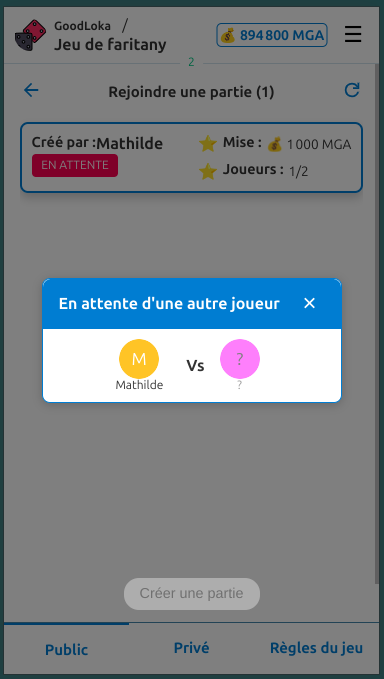 GoodLoka /
Jeu de faritany
894 800 MGA
2
Rejoindre une partie (1)
Créé par :Mathilde
EN ATTENTE
Mise : 1 000 MGA
Joueurs : 1/2
En attente d'une autre joueur ×
M
Vs
?
Mathilde
?
Créer une partie
Public
Privé
Règles du jeu